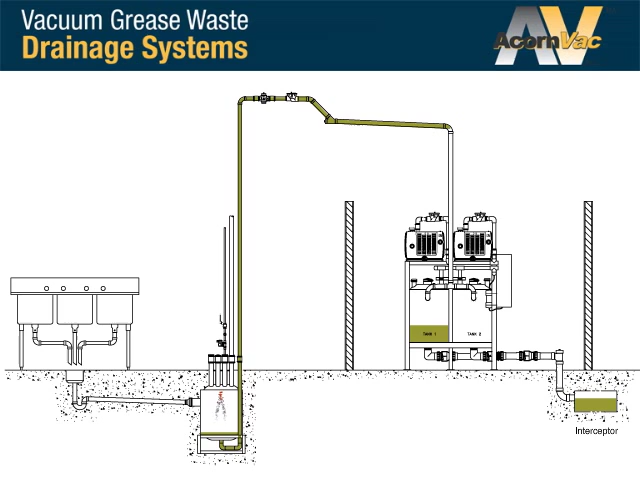 Vacuum Grease Waste
Drainage Systems
AcornVac
TANK 1
TANK 2
Interceptor